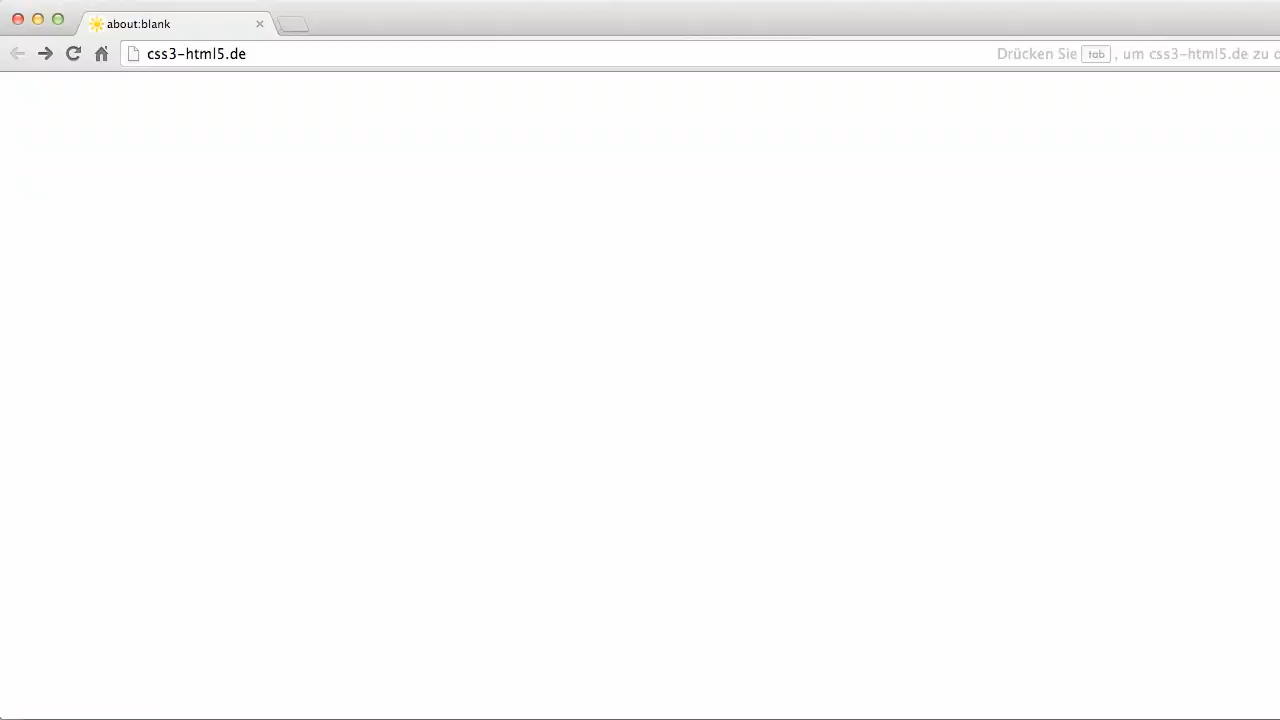 about:blank
css3-html5.de
Drücken Sie tab , um css3-html5.de zu